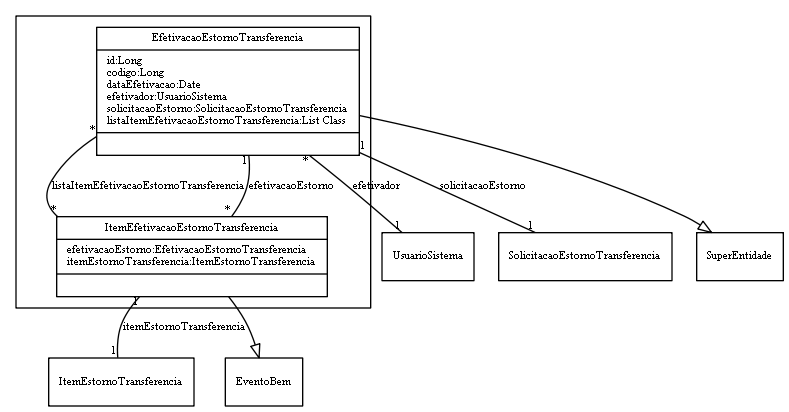 EfetivacaoEstornoTransferencia
id:Long
codigo:Long
dataEfetivacao:Date
efetivador:UsuarioSistema
solicitacaoEstorno:SolicitacaoEstornoTransferencia
listaItemEfetivacaoEstornoTransferencia:List Class
* 1 * 1
listaItemEfetivacaoEstornoTransferencia efetivacaoEstorno efetivador solicitacaoEstorno
* * 1 1
ItemEfetivacaoEstornoTransferencia
efetivacaoEstorno:EfetivacaoEstornoTransferencia
itemEstornoTransferencia:ItemEstornoTransferencia
UsuarioSistema
SolicitacaoEstornoTransferencia
SuperEntidade
1
itemEstornoTransferencia
1
ItemEstornoTransferencia
EventoBem